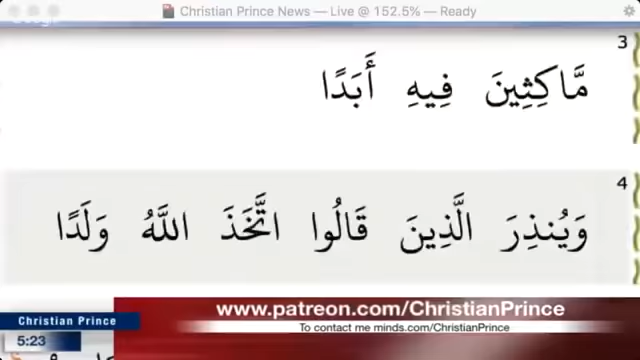 Christian Prince News — Live @ 152.5% — Ready
3
مَّاكِثِينَ فِيهِ أَبَدًا
4
وَيُنذِرَ الَّذِينَ قَالُوا اتَّخَذَ اللَّهُ وَلَدًا
www.patreon.com/ChristianPrince
Christian Prince
To contact me minds.com/ChristianPrince
5:23